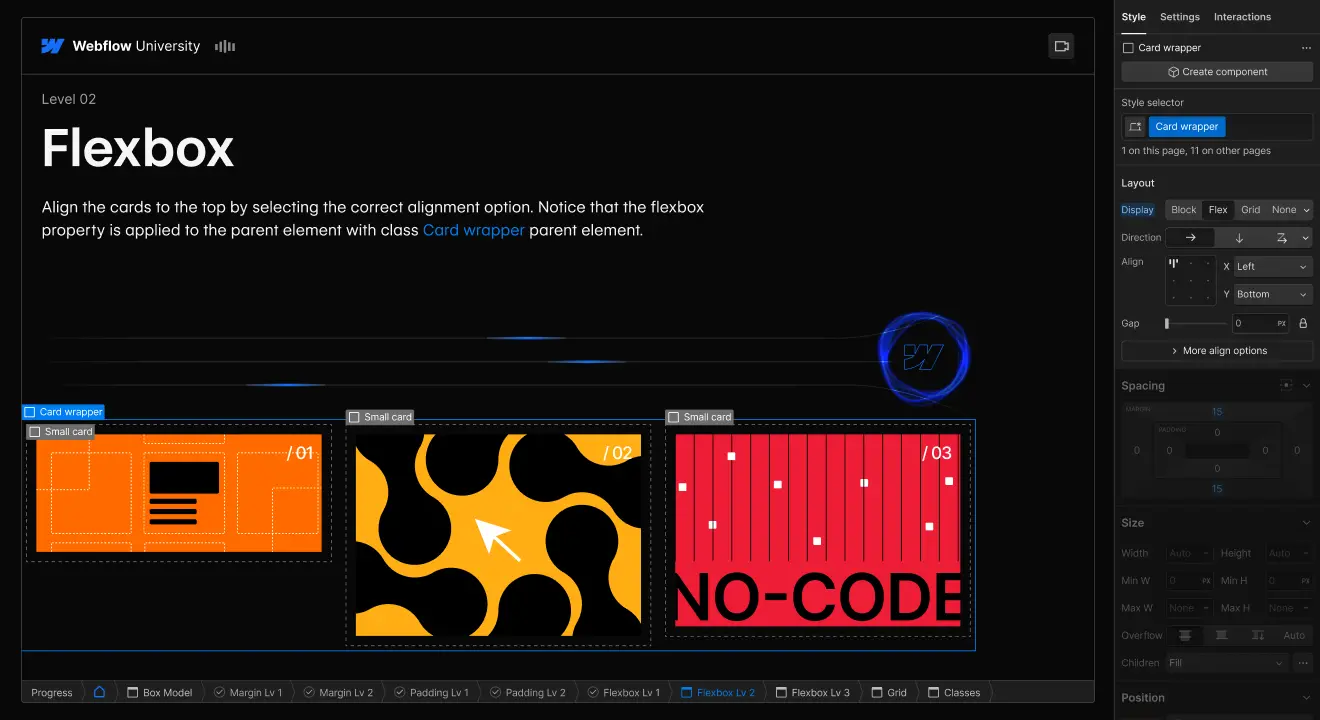 Webflow University
Level 02
Flexbox
Align the cards to the top by selecting the correct alignment option. Notice that the flexbox
property is applied to the parent element with class Card wrapper parent element.
Card wrapper
Small card
Small card
Small card
/ 01
/ 02
/ 03
NO-CODE
Progress
Box Model
Margin Lv 1
Margin Lv 2
Padding Lv 1
Padding Lv 2
Flexbox Lv 1
Flexbox Lv 2
Flexbox Lv 3
Grid
Classes
Style Settings Interactions
Card wrapper
Create component
Style selector
Card wrapper
1 on this page, 11 on other pages
Layout
Display Block Flex Grid None
Direction
Align X Left
Y Bottom
Gap 0 PX
More align options
Spacing
MARGIN 15
PADDING 0
0 0 0 0
0
15
Size
Width Auto Height Auto
Min W 0 PX Min H 0 PX
Max W None Max H None
Overflow Auto
Children Fill
Position